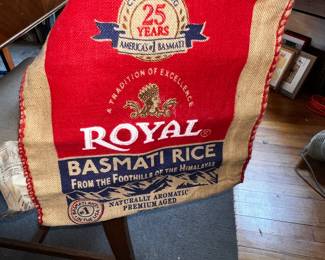 25
YEARS
AMERICA'S #1 BASMATI
A TRADITION OF EXCELLENCE
ROYAL®
BASMATI RICE
FROM THE FOOTHILLS OF THE HIMALAYAS
NATURALLY AROMATIC
PREMIUM AGED
#1